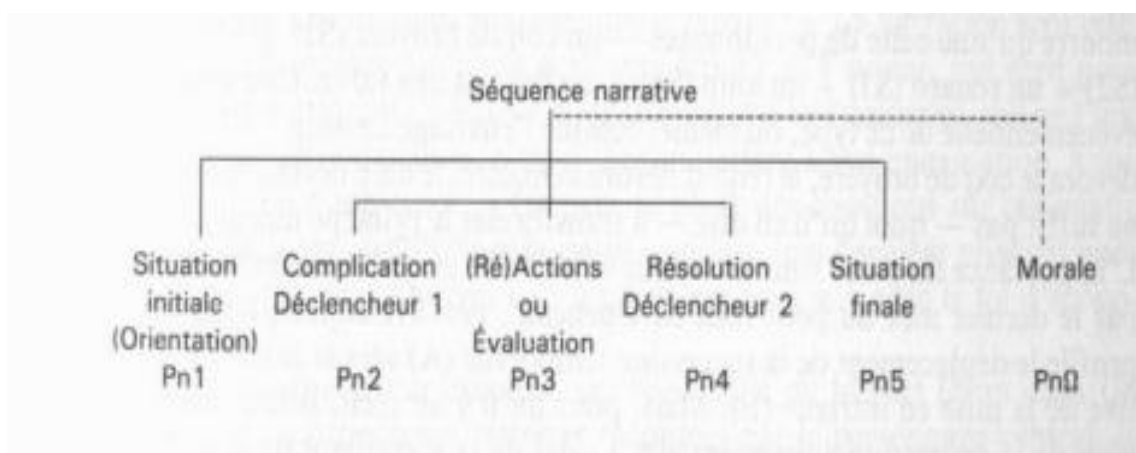 Séquence narrative
Situation Complication (Ré)Actions Résolution Situation Morale
initiale Déclencheur 1 ou Déclencheur 2 finale
(Orientation) Évaluation
Pn1 Pn2 Pn3 Pn4 Pn5 PnΩ